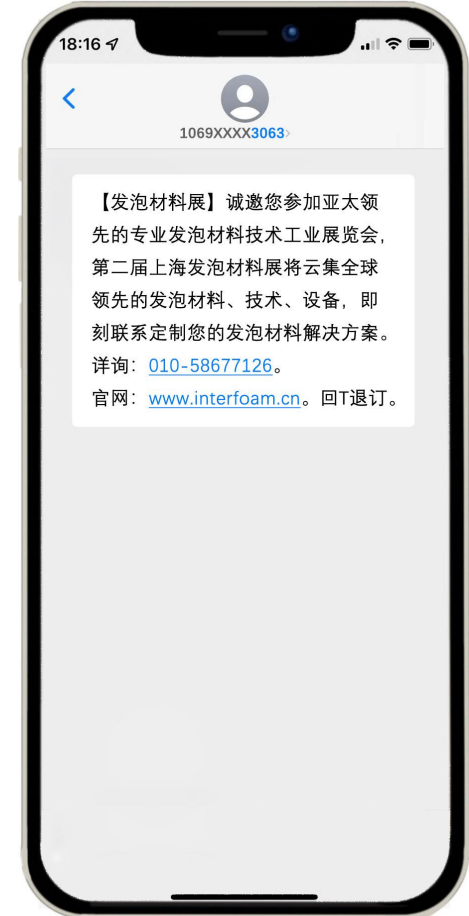 18:16
1069XXXX3063
【发泡材料展】诚邀您参加亚太领
先的专业发泡材料技术工业展览会，
第二届上海发泡材料展将云集全球
领先的发泡材料、技术、设备，即
刻联系定制您的发泡材料解决方案。
详询：010-58677126。
官网：www.interfoam.cn。回T退订。